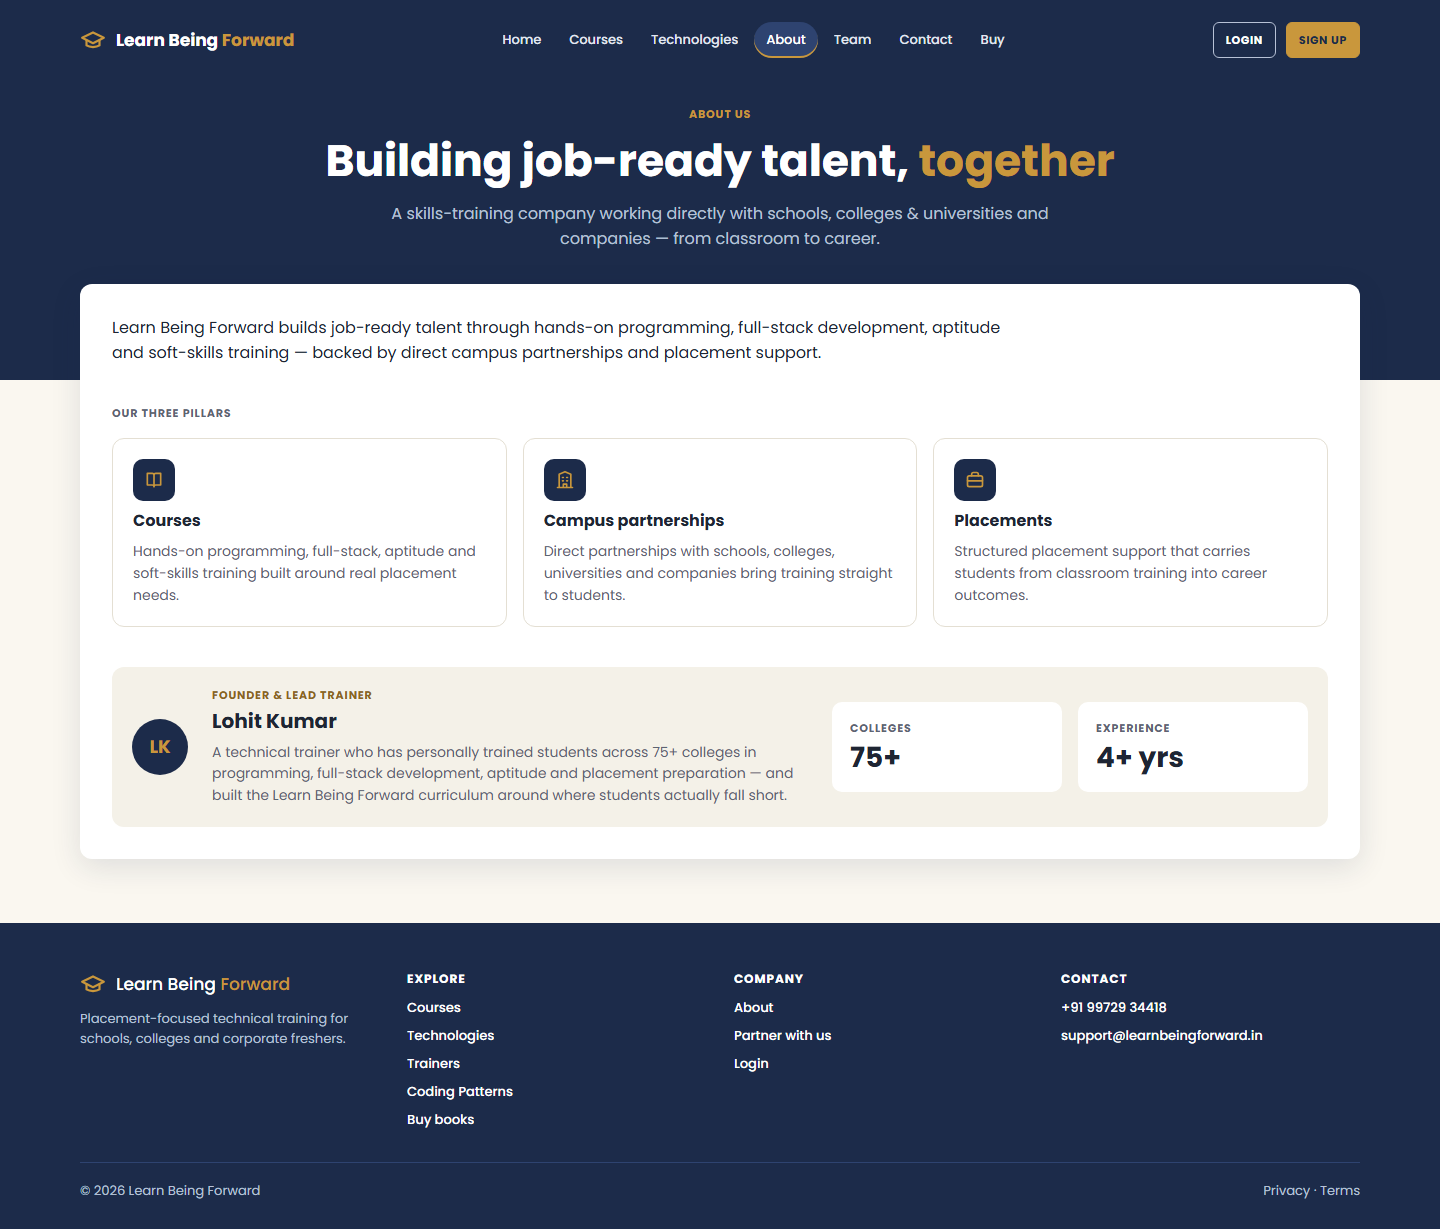 Learn Being Forward
Home
Courses
Technologies
About
Team
Contact
Buy
LOGIN
SIGN UP
ABOUT US
Building job-ready talent, together
A skills-training company working directly with schools, colleges & universities and
companies — from classroom to career.
Learn Being Forward builds job-ready talent through hands-on programming, full-stack development, aptitude
and soft-skills training — backed by direct campus partnerships and placement support.
OUR THREE PILLARS
Courses
Hands-on programming, full-stack, aptitude and
soft-skills training built around real placement
needs.
Campus partnerships
Direct partnerships with schools, colleges,
universities and companies bring training straight
to students.
Placements
Structured placement support that carries
students from classroom training into career
outcomes.
LK
FOUNDER & LEAD TRAINER
Lohit Kumar
A technical trainer who has personally trained students across 75+ colleges in
programming, full-stack development, aptitude and placement preparation — and
built the Learn Being Forward curriculum around where students actually fall short.
COLLEGES
75+
EXPERIENCE
4+ yrs
Learn Being Forward
Placement-focused technical training for
schools, colleges and corporate freshers.
EXPLORE
Courses
Technologies
Trainers
Coding Patterns
Buy books
COMPANY
About
Partner with us
Login
CONTACT
+91 99729 34418
support@learnbeingforward.in
© 2026 Learn Being Forward
Privacy · Terms